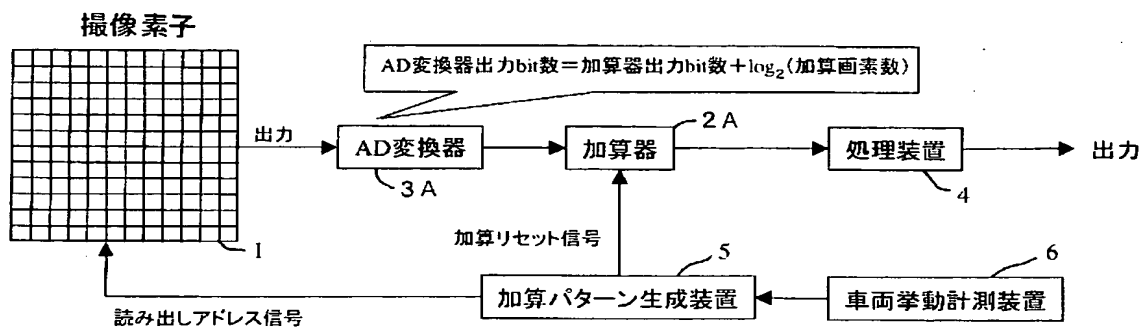 撮像素子
AD変換器出力bit数=加算器出力bit数+log₂(加算画素数)
出力
AD変換器
3A
加算器
2A
処理装置
4
出力
1
加算リセット信号
5
加算パターン生成装置
6
車両挙動計測装置
読み出しアドレス信号